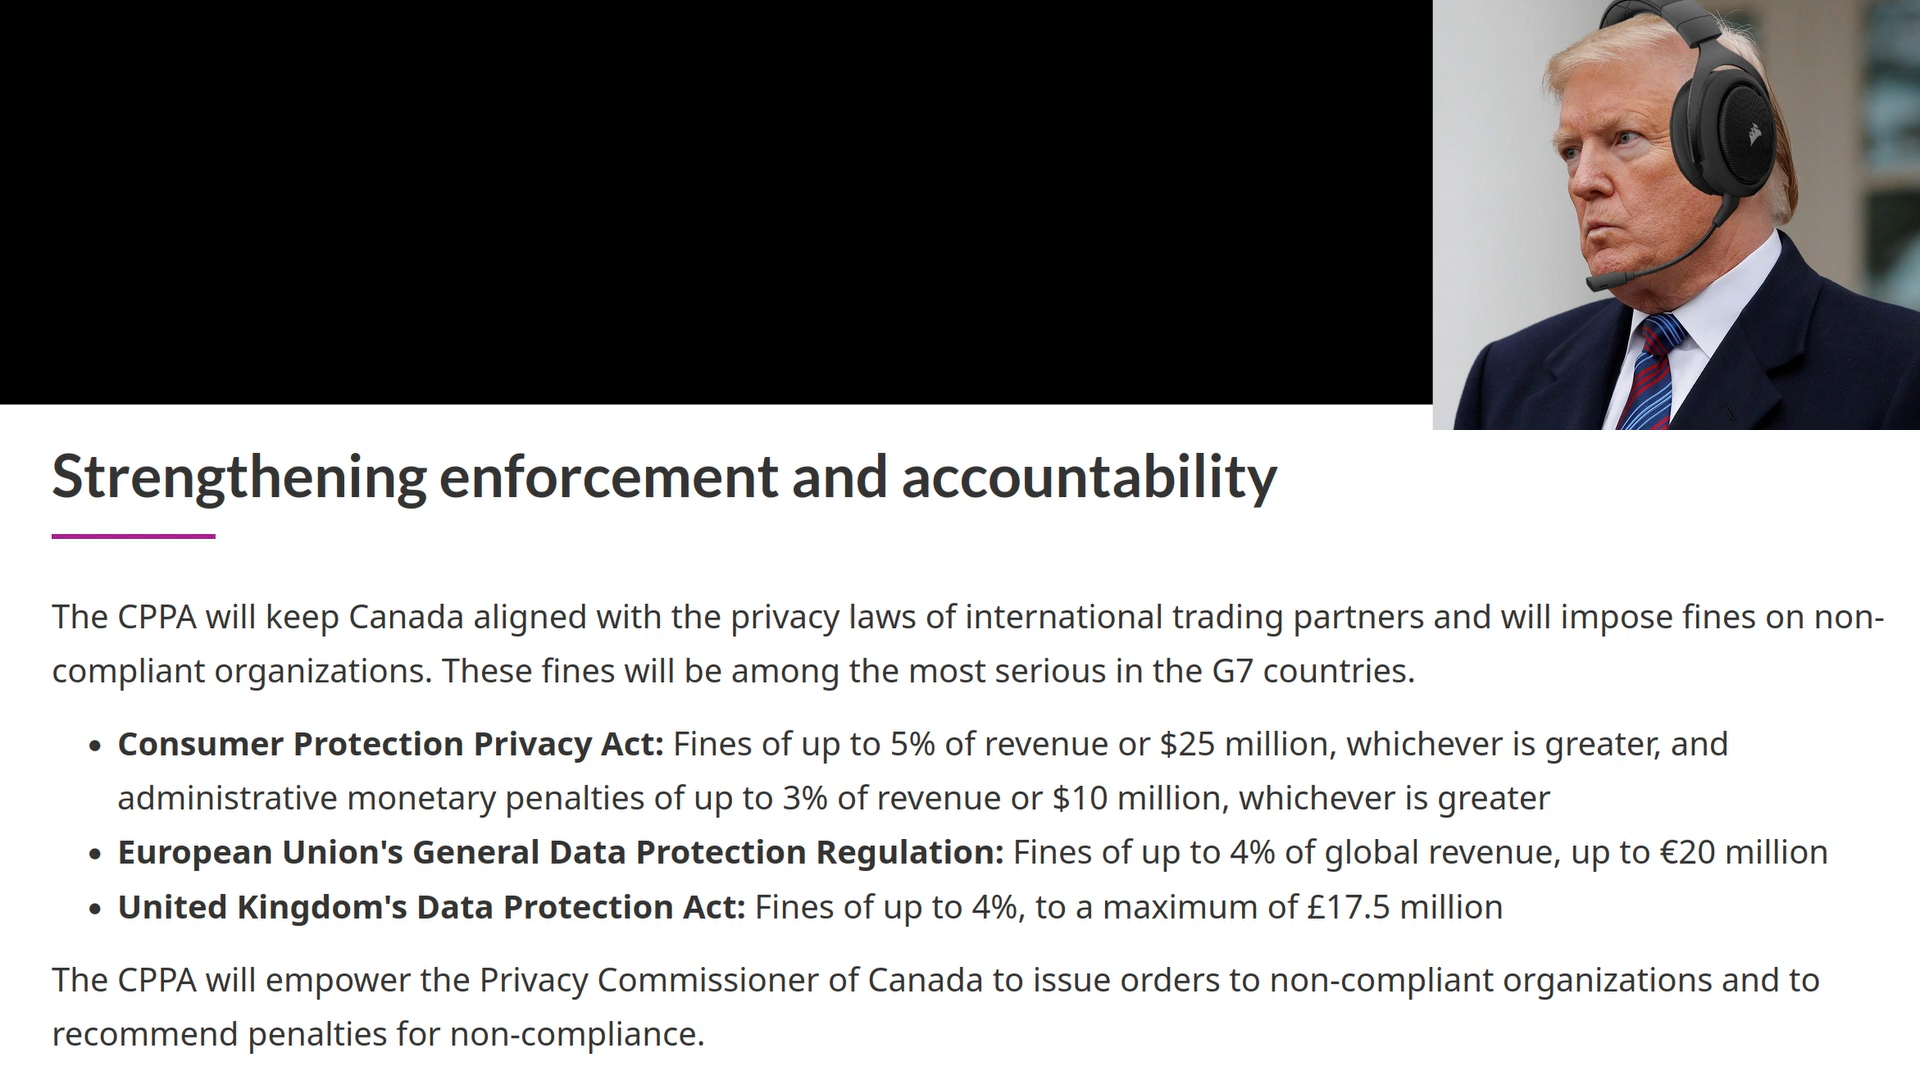 Strengthening enforcement and accountability
The CPPA will keep Canada aligned with the privacy laws of international trading partners and will impose fines on non-
compliant organizations. These fines will be among the most serious in the G7 countries.
• Consumer Protection Privacy Act: Fines of up to 5% of revenue or $25 million, whichever is greater, and
administrative monetary penalties of up to 3% of revenue or $10 million, whichever is greater
• European Union's General Data Protection Regulation: Fines of up to 4% of global revenue, up to €20 million
• United Kingdom's Data Protection Act: Fines of up to 4%, to a maximum of £17.5 million
The CPPA will empower the Privacy Commissioner of Canada to issue orders to non-compliant organizations and to
recommend penalties for non-compliance.